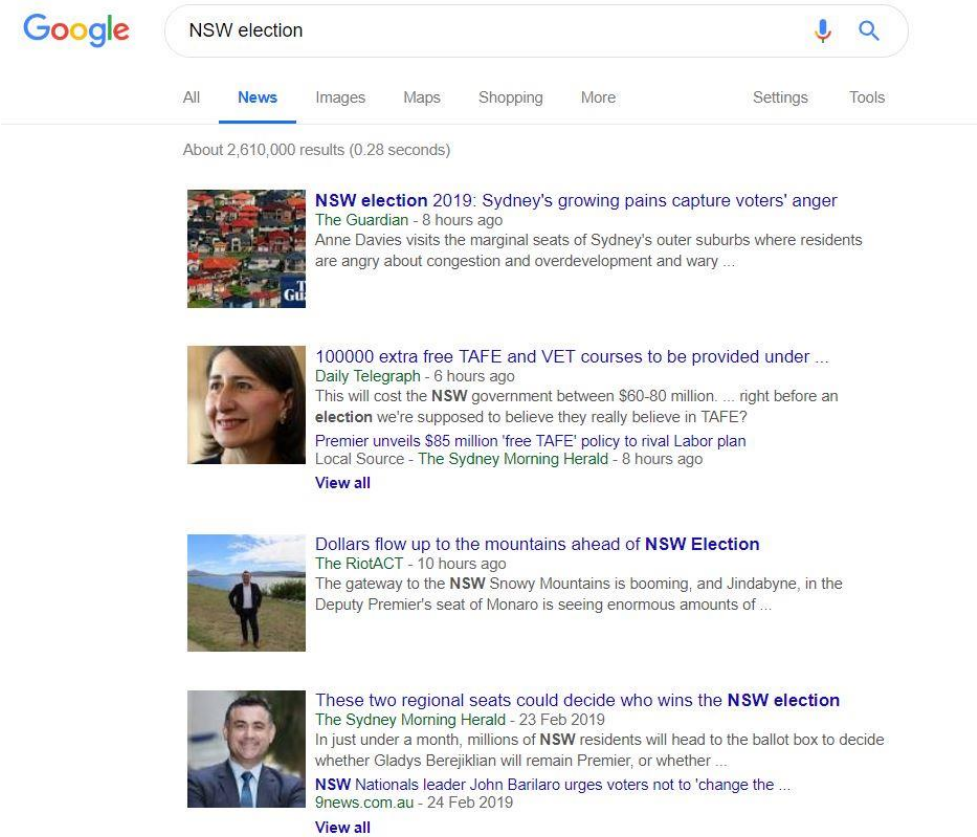 Google
NSW election
All News Images Maps Shopping More Settings Tools
About 2,610,000 results (0.28 seconds)
NSW election 2019: Sydney's growing pains capture voters' anger
The Guardian - 8 hours ago
Anne Davies visits the marginal seats of Sydney's outer suburbs where residents
are angry about congestion and overdevelopment and wary ...
100000 extra free TAFE and VET courses to be provided under ...
Daily Telegraph - 6 hours ago
This will cost the NSW government between $60-80 million. ... right before an
election we're supposed to believe they really believe in TAFE?
Premier unveils $85 million 'free TAFE' policy to rival Labor plan
Local Source - The Sydney Morning Herald - 8 hours ago
View all
Dollars flow up to the mountains ahead of NSW Election
The RiotACT - 10 hours ago
The gateway to the NSW Snowy Mountains is booming, and Jindabyne, in the
Deputy Premier's seat of Monaro is seeing enormous amounts of ...
These two regional seats could decide who wins the NSW election
The Sydney Morning Herald - 23 Feb 2019
In just under a month, millions of NSW residents will head to the ballot box to decide
whether Gladys Berejiklian will remain Premier, or whether ...
NSW Nationals leader John Barilaro urges voters not to 'change the ...
9news.com.au - 24 Feb 2019
View all